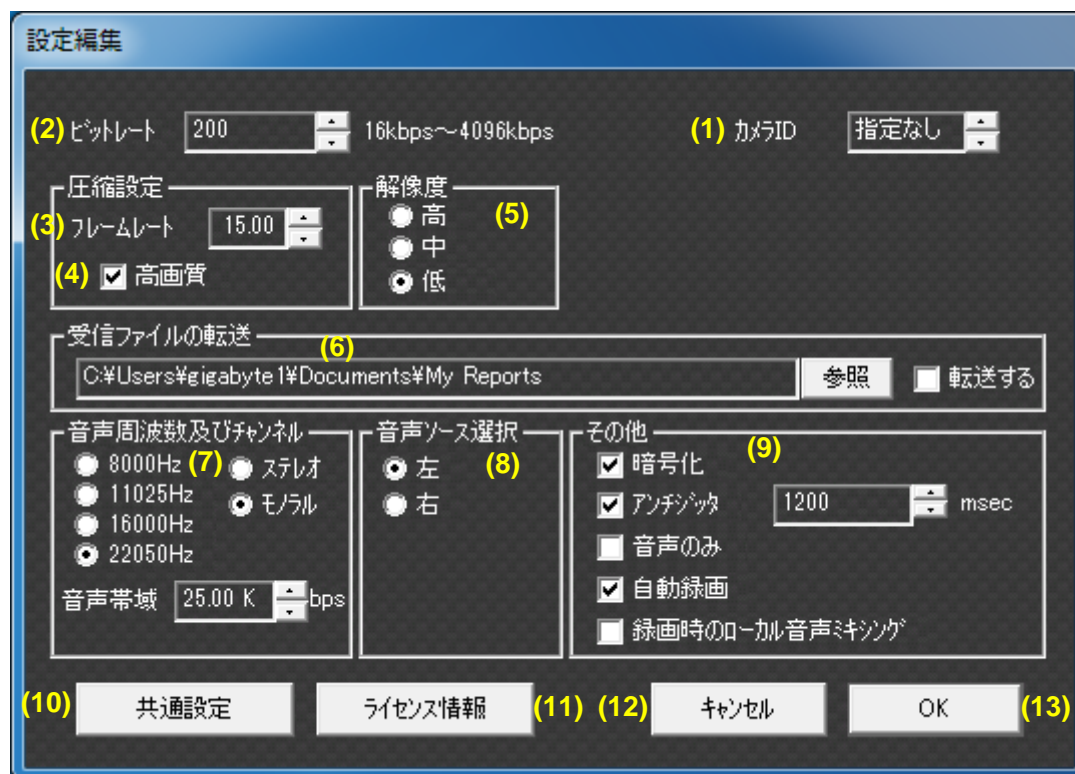 設定編集
(2) ビットレート 200 16kbps～4096kbps (1) カメラID 指定なし
圧縮設定 解像度
(3) フレームレート 15.00 高 (5)
中
(4) 高画質 低
受信ファイルの転送
(6)
C:¥Users¥gigabyte1¥Documents¥My Reports 参照 転送する
音声周波数及びチャンネル 音声ソース選択 その他
8000Hz (7) ステレオ 左 (8) 暗号化 (9)
11025Hz モノラル 右 アンチジッタ 1200 msec
16000Hz
22050Hz 音声のみ
音声帯域 25.00 K bps 自動録画
録画時のローカル音声ミキシング
(10) 共通設定 ライセンス情報 (11) (12) キャンセル OK (13)